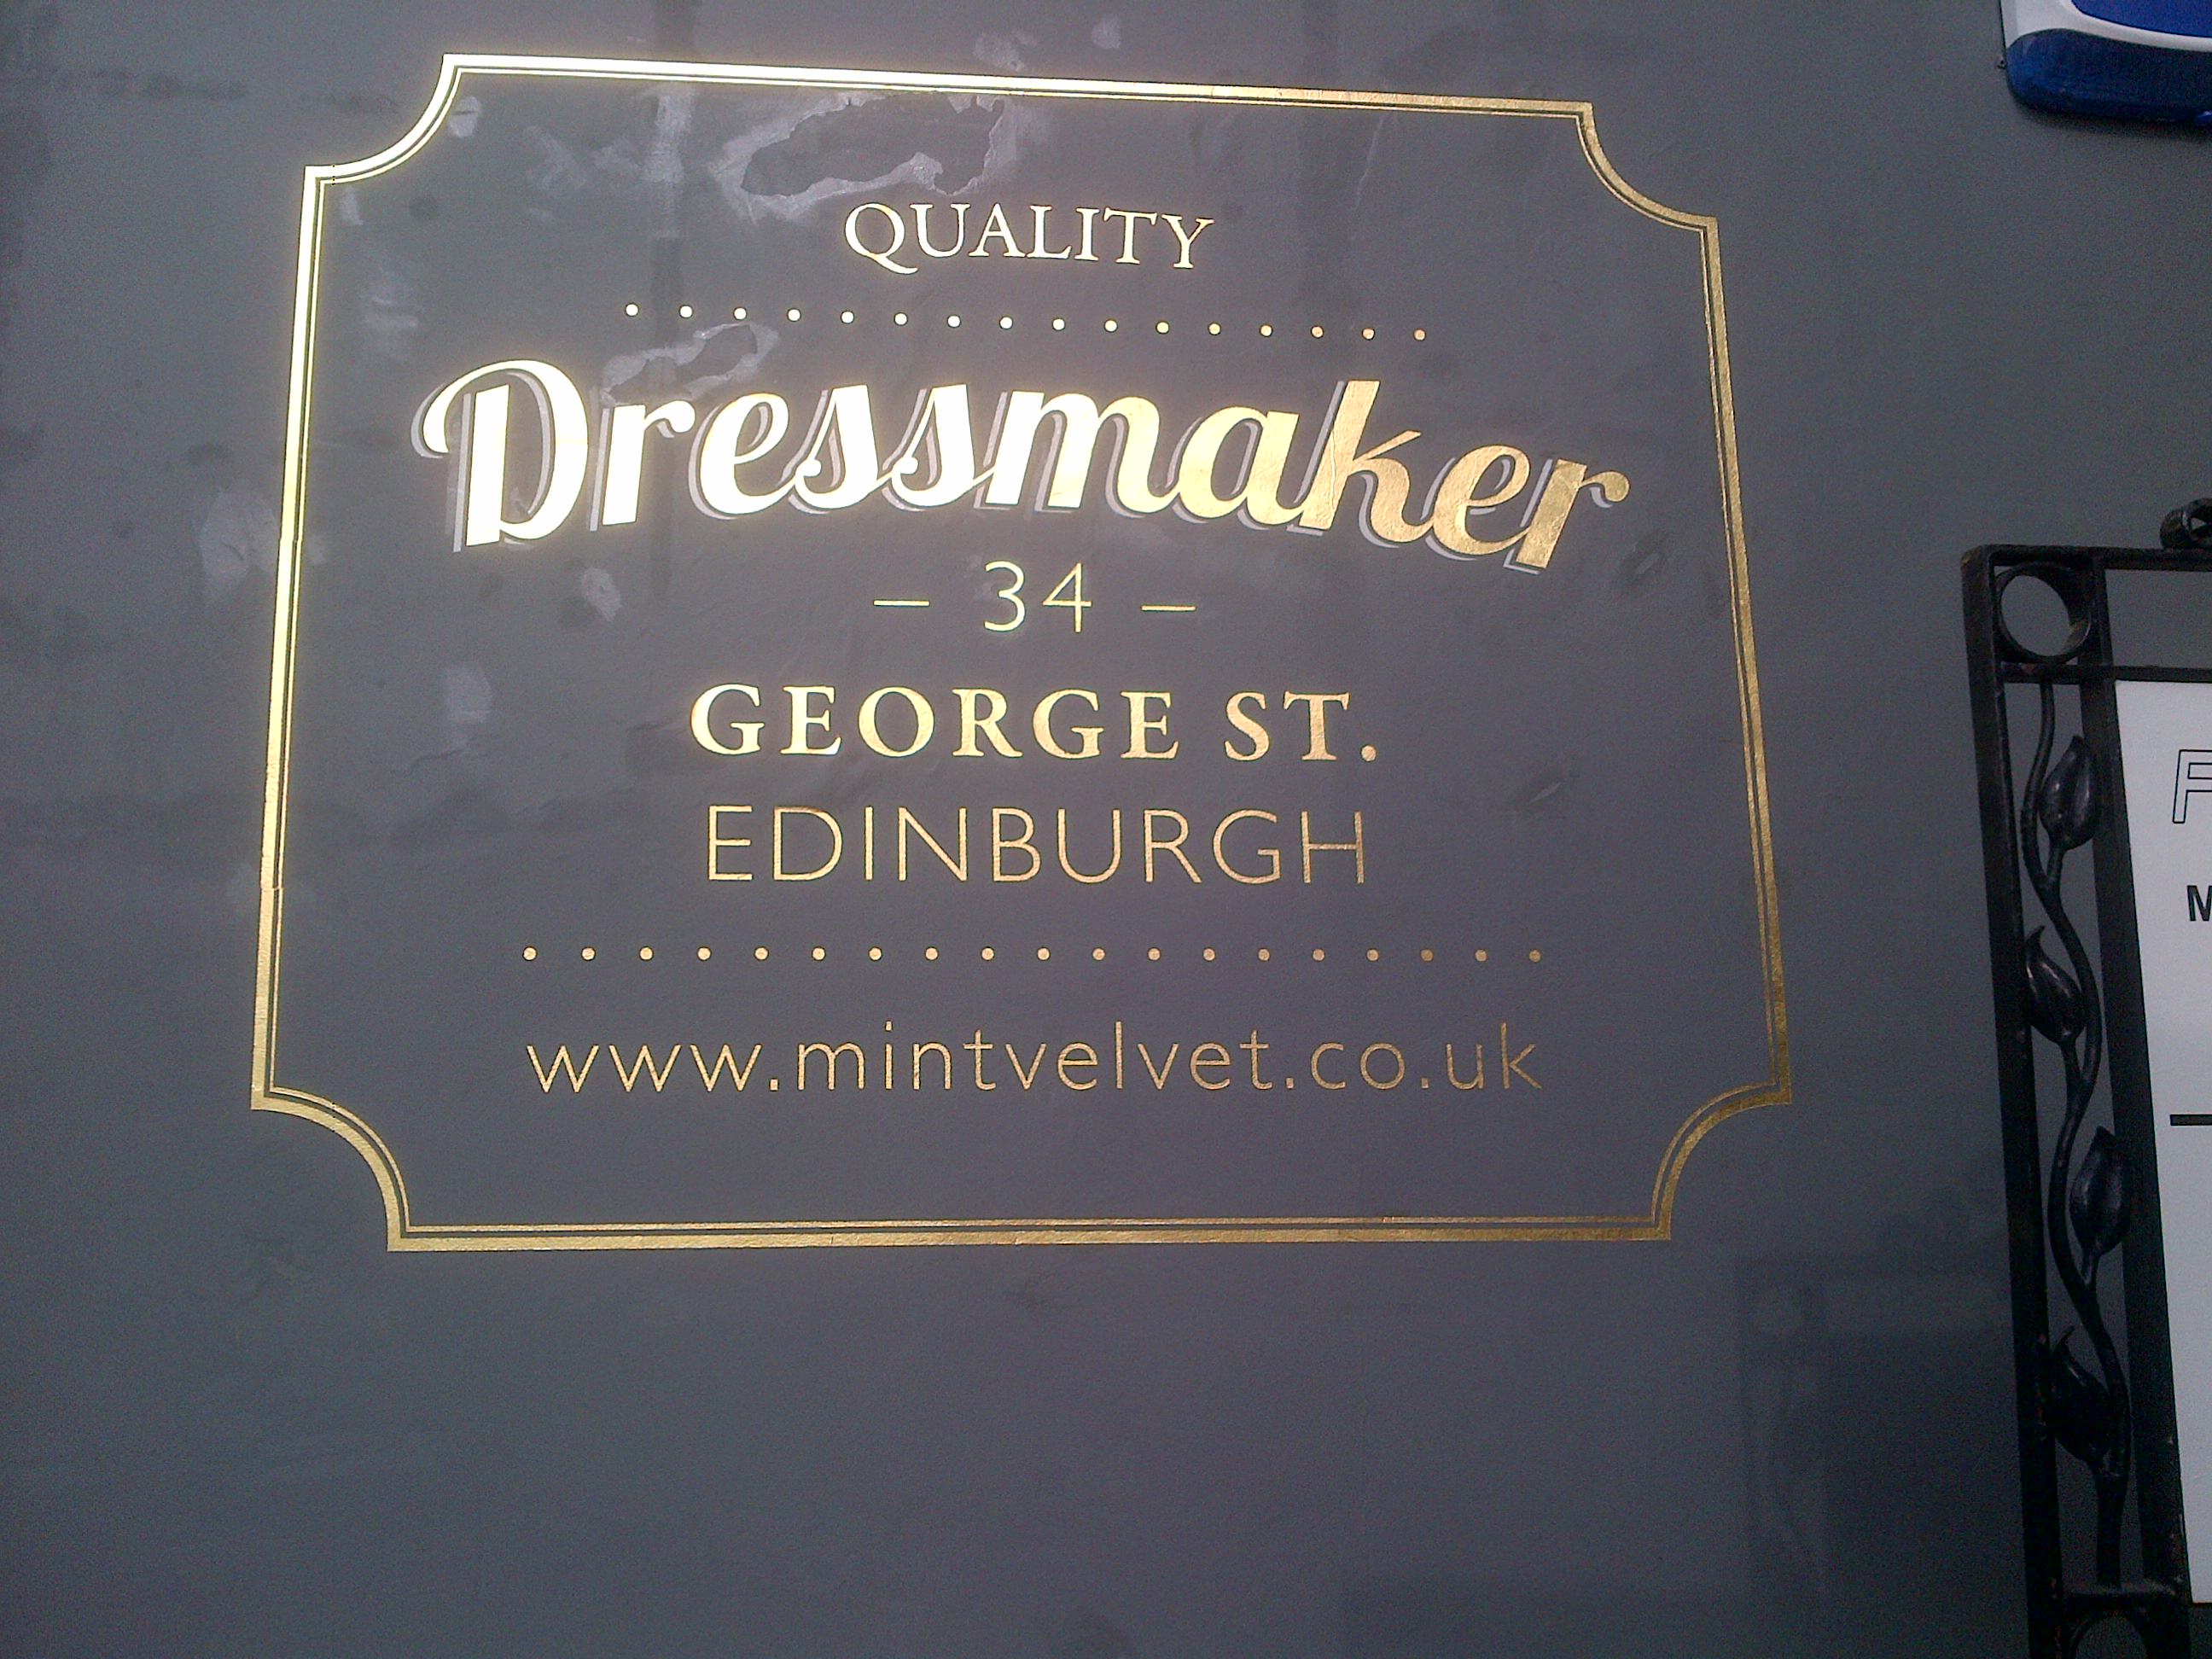 QUALITY
Dressmaker
– 34 –
GEORGE ST.
EDINBURGH
www.mintvelvet.co.uk